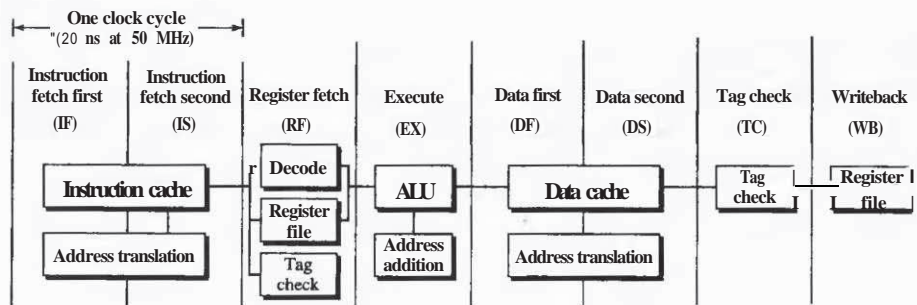 One clock cycle
"(20 ns at 50 MHz)
Instruction
fetch first
(IF)
Instruction
fetch second
(IS)
Register fetch
(RF)
Execute
(EX)
Data first
(DF)
Data second
(DS)
Tag check
(TC)
Writeback
(WB)
Instruction cache
Address translation
Decode
Register
file
Tag
check
ALU
Address
addition
Data cache
Address translation
Tag
check
Register
file